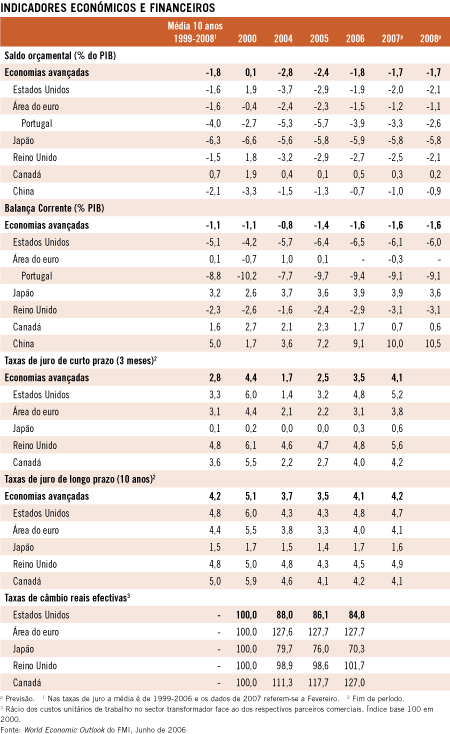 INDICADORES ECONÓMICOS E FINANCEIROS
Média 10 anos
1999-2008¹ 2000 2004 2005 2006 2007ᵖ 2008ᵖ
Saldo orçamental (% do PIB)
Economias avançadas -1,8 0,1 -2,8 -2,4 -1,8 -1,7 -1,7
Estados Unidos -1,6 1,9 -3,7 -2,9 -1,9 -2,0 -2,1
Área do euro -1,6 -0,4 -2,4 -2,3 -1,5 -1,2 -1,1
Portugal -4,0 -2,7 -5,3 -5,7 -3,9 -3,3 -2,6
Japão -6,3 -6,6 -5,6 -5,8 -5,9 -5,8 -5,8
Reino Unido -1,5 1,8 -3,2 -2,9 -2,7 -2,5 -2,1
Canadá 0,7 1,9 0,4 0,1 0,5 0,3 0,2
China -2,1 -3,3 -1,5 -1,3 -0,7 -1,0 -0,9
Balança Corrente (% PIB)
Economias avançadas -1,1 -1,1 -0,8 -1,4 -1,6 -1,6 -1,6
Estados Unidos -5,1 -4,2 -5,7 -6,4 -6,5 -6,1 -6,0
Área do euro 0,1 -0,7 1,0 0,1 - -0,3 -
Portugal -8,8 -10,2 -7,7 -9,7 -9,4 -9,1 -9,1
Japão 3,2 2,6 3,7 3,6 3,9 3,9 3,6
Reino Unido -2,3 -2,6 -1,6 -2,4 -2,9 -3,1 -3,1
Canadá 1,6 2,7 2,1 2,3 1,7 0,7 0,6
China 5,0 1,7 3,6 7,2 9,1 10,0 10,5
Taxas de juro de curto prazo (3 meses)²
Economias avançadas 2,8 4,4 1,7 2,5 3,5 4,1
Estados Unidos 3,3 6,0 1,4 3,2 4,8 5,2
Área do euro 3,1 4,4 2,1 2,2 3,1 3,8
Japão 0,1 0,2 0,0 0,0 0,3 0,6
Reino Unido 4,8 6,1 4,6 4,7 4,8 5,6
Canadá 3,6 5,5 2,2 2,7 4,0 4,2
Taxas de juro de longo prazo (10 anos)²
Economias avançadas 4,2 5,1 3,7 3,5 4,1 4,2
Estados Unidos 4,8 6,0 4,3 4,3 4,8 4,7
Área do euro 4,4 5,5 3,8 3,3 4,0 4,1
Japão 1,5 1,7 1,5 1,4 1,7 1,6
Reino Unido 4,8 5,0 4,8 4,3 4,5 4,9
Canadá 5,0 5,9 4,6 4,1 4,2 4,1
Taxas de câmbio reais efectivas³
Estados Unidos - 100,0 88,0 86,1 84,8
Área do euro - 100,0 127,6 127,7 127,7
Japão - 100,0 79,7 76,0 70,3
Reino Unido - 100,0 98,9 98,6 101,7
Canadá - 100,0 111,3 117,7 127,0
ᵖ Previsão. ¹ Nas taxas de juro a média é de 1999-2006 e os dados de 2007 referem-se a Fevereiro. ² Fim de período.
³ Rácio dos custos unitários de trabalho no sector transformador face ao dos respectivos parceiros comerciais. Índice base 100 em
2000.
Fonte: World Economic Outlook do FMI, Junho de 2006